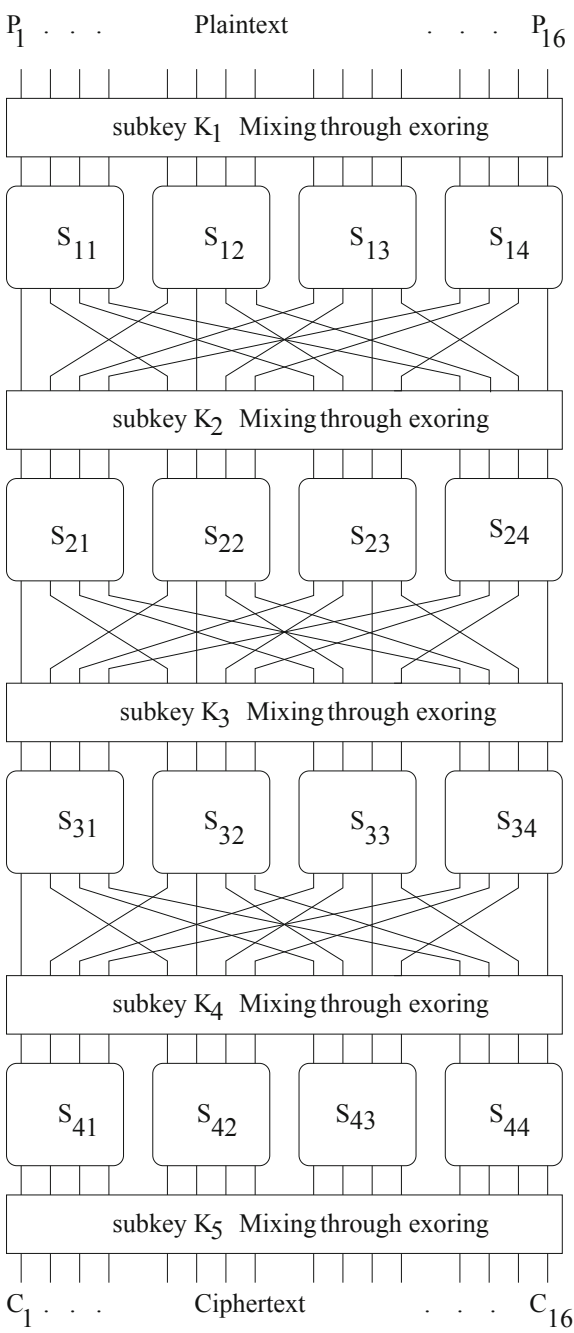 P1 . . . Plaintext . . . P16
subkey K1 Mixing through exoring
S11 S12 S13 S14
subkey K2 Mixing through exoring
S21 S22 S23 S24
subkey K3 Mixing through exoring
S31 S32 S33 S34
subkey K4 Mixing through exoring
S41 S42 S43 S44
subkey K5 Mixing through exoring
C1 . . . Ciphertext . . . C16